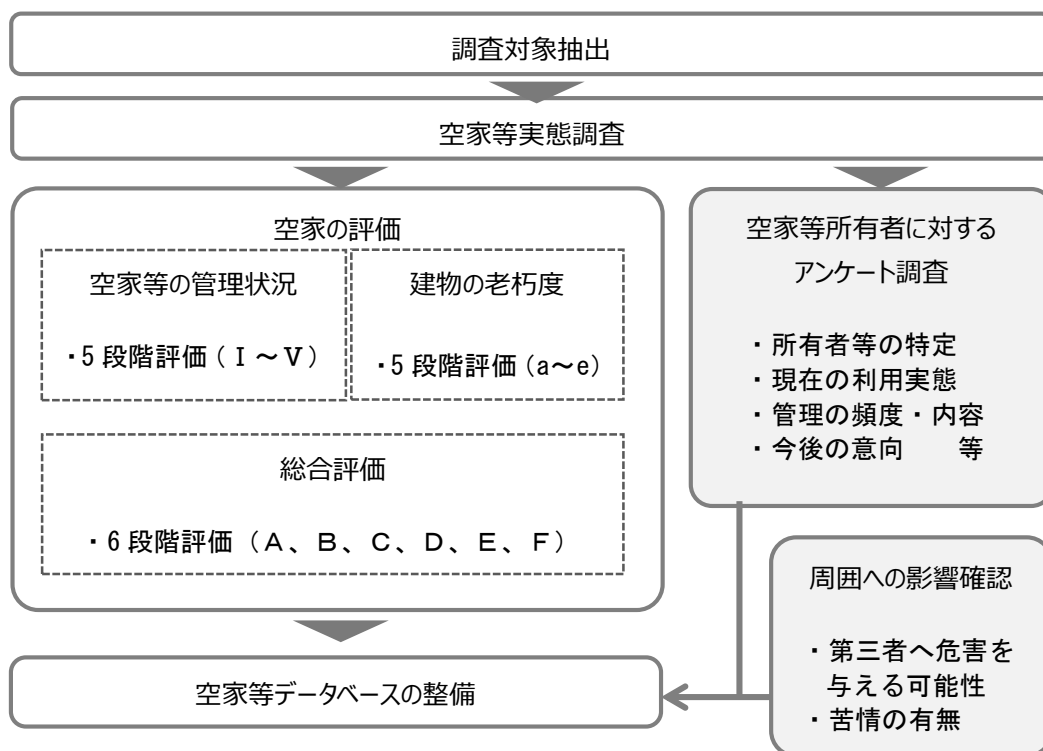 調査対象抽出
空家等実態調査
空家の評価
空家等の管理状況
・5 段階評価（Ⅰ～Ⅴ）
建物の老朽度
・5 段階評価（a～e）
総合評価
・6 段階評価（Ａ、Ｂ、Ｃ、Ｄ、Ｅ、Ｆ）
空家等所有者に対する
アンケート調査
・所有者等の特定
・現在の利用実態
・管理の頻度・内容
・今後の意向　　等
周囲への影響確認
・第三者へ危害を
与える可能性
・苦情の有無
空家等データベースの整備